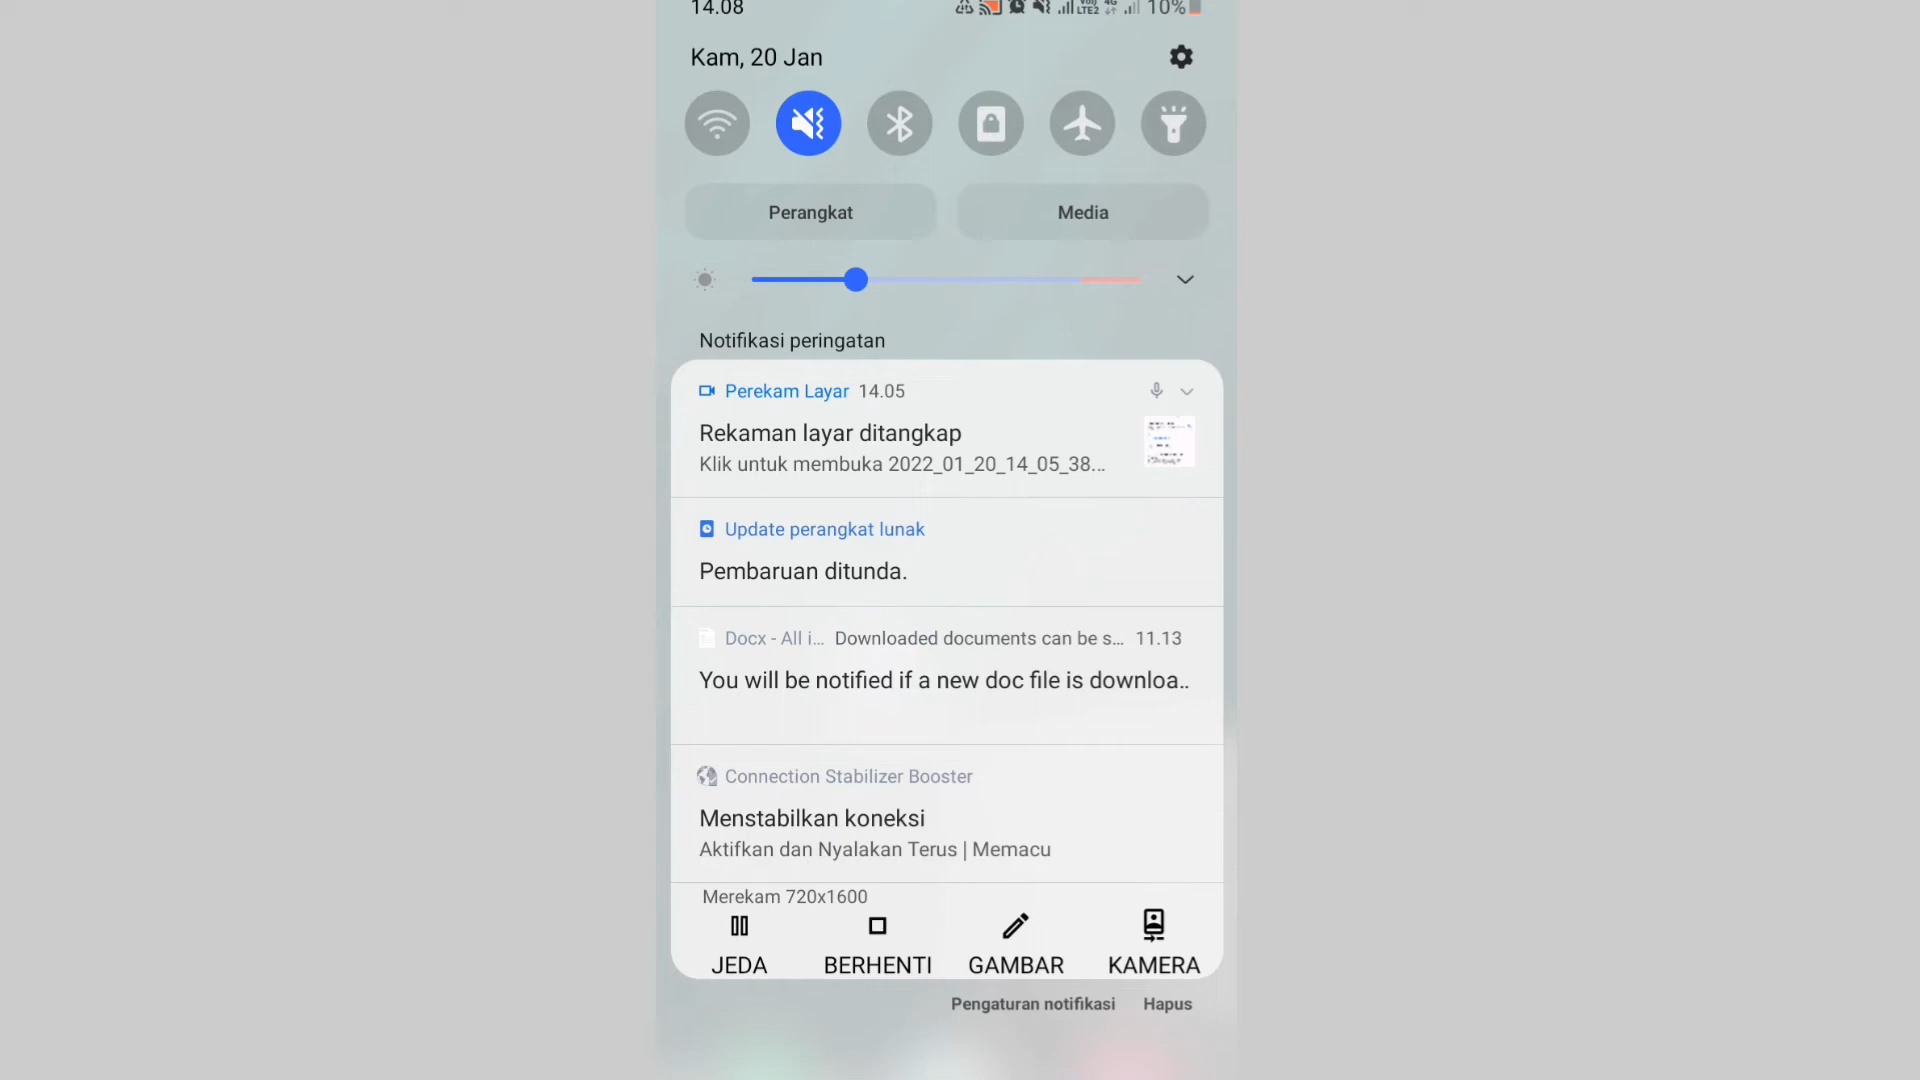 14.08
Voj) 4G
LTE2
10%
Kam, 20 Jan
Perangkat
Media
Notifikasi peringatan
Perekam Layar 14.05
Rekaman layar ditangkap
Klik untuk membuka 2022_01_20_14_05_38...
Update perangkat lunak
Pembaruan ditunda.
Docx - All i... Downloaded documents can be s... 11.13
You will be notified if a new doc file is downloa..
Connection Stabilizer Booster
Menstabilkan koneksi
Aktifkan dan Nyalakan Terus | Memacu
Merekam 720x1600
JEDA
BERHENTI
GAMBAR
KAMERA
Pengaturan notifikasi
Hapus